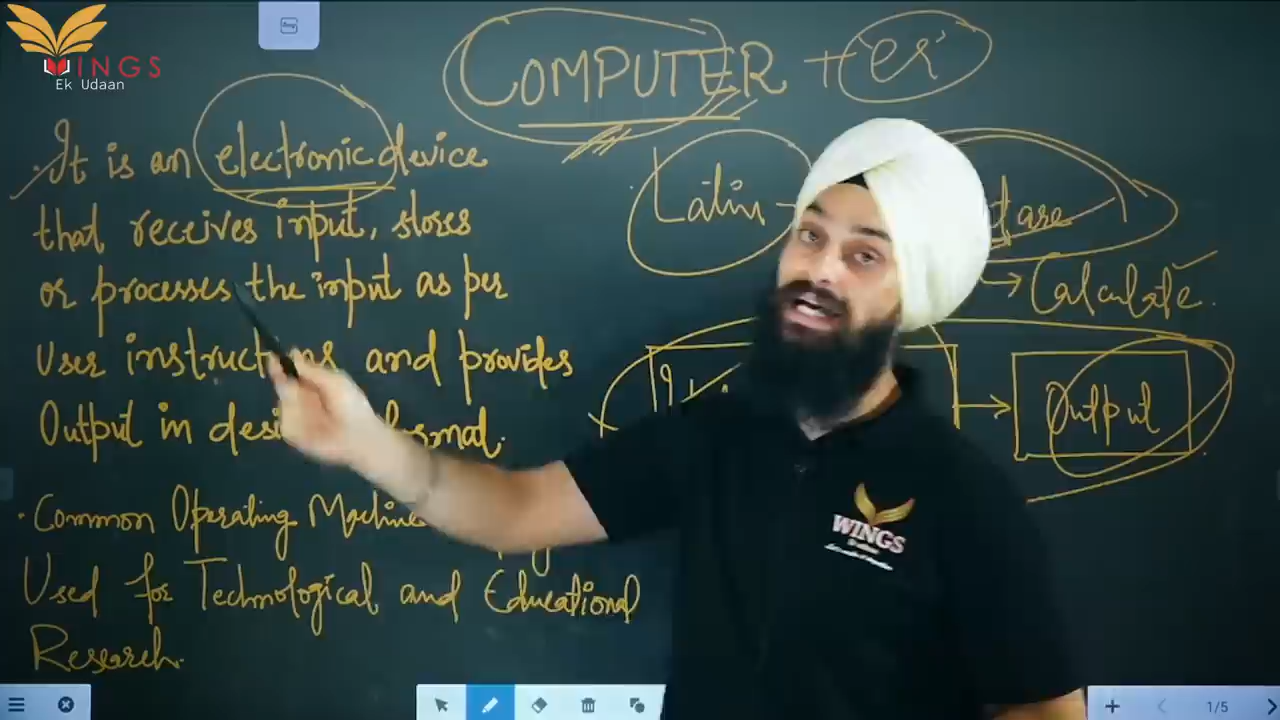 WINGS
Ek Udaan
COMPUTER + er
It is an electronic device
that receives input, stores
or processes the input as per
User instructions and provides
Output in format.
Common Operating Machine
Used for Technological and Educational
Research.
Latin
→ Calculate.
→ Output
WINGS
1/5